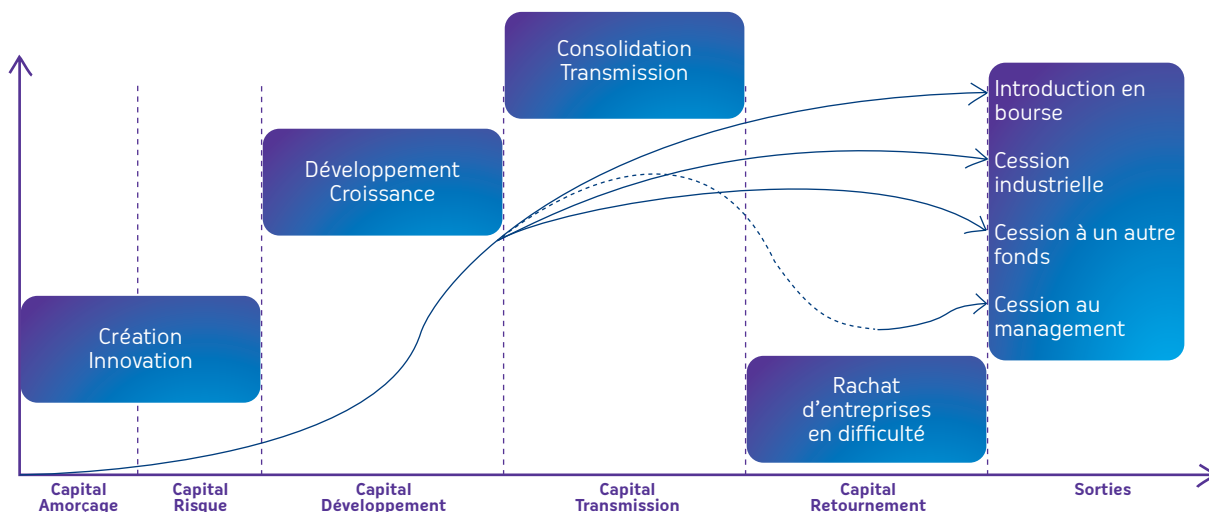 Consolidation
Transmission
Développement
Croissance
Création
Innovation
Introduction en
bourse
Cession
industrielle
Cession à un autre
fonds
Cession au
management
Rachat
d'entreprises
en difficulté
Capital
Amorçage
Capital
Risque
Capital
Développement
Capital
Transmission
Capital
Retournement
Sorties